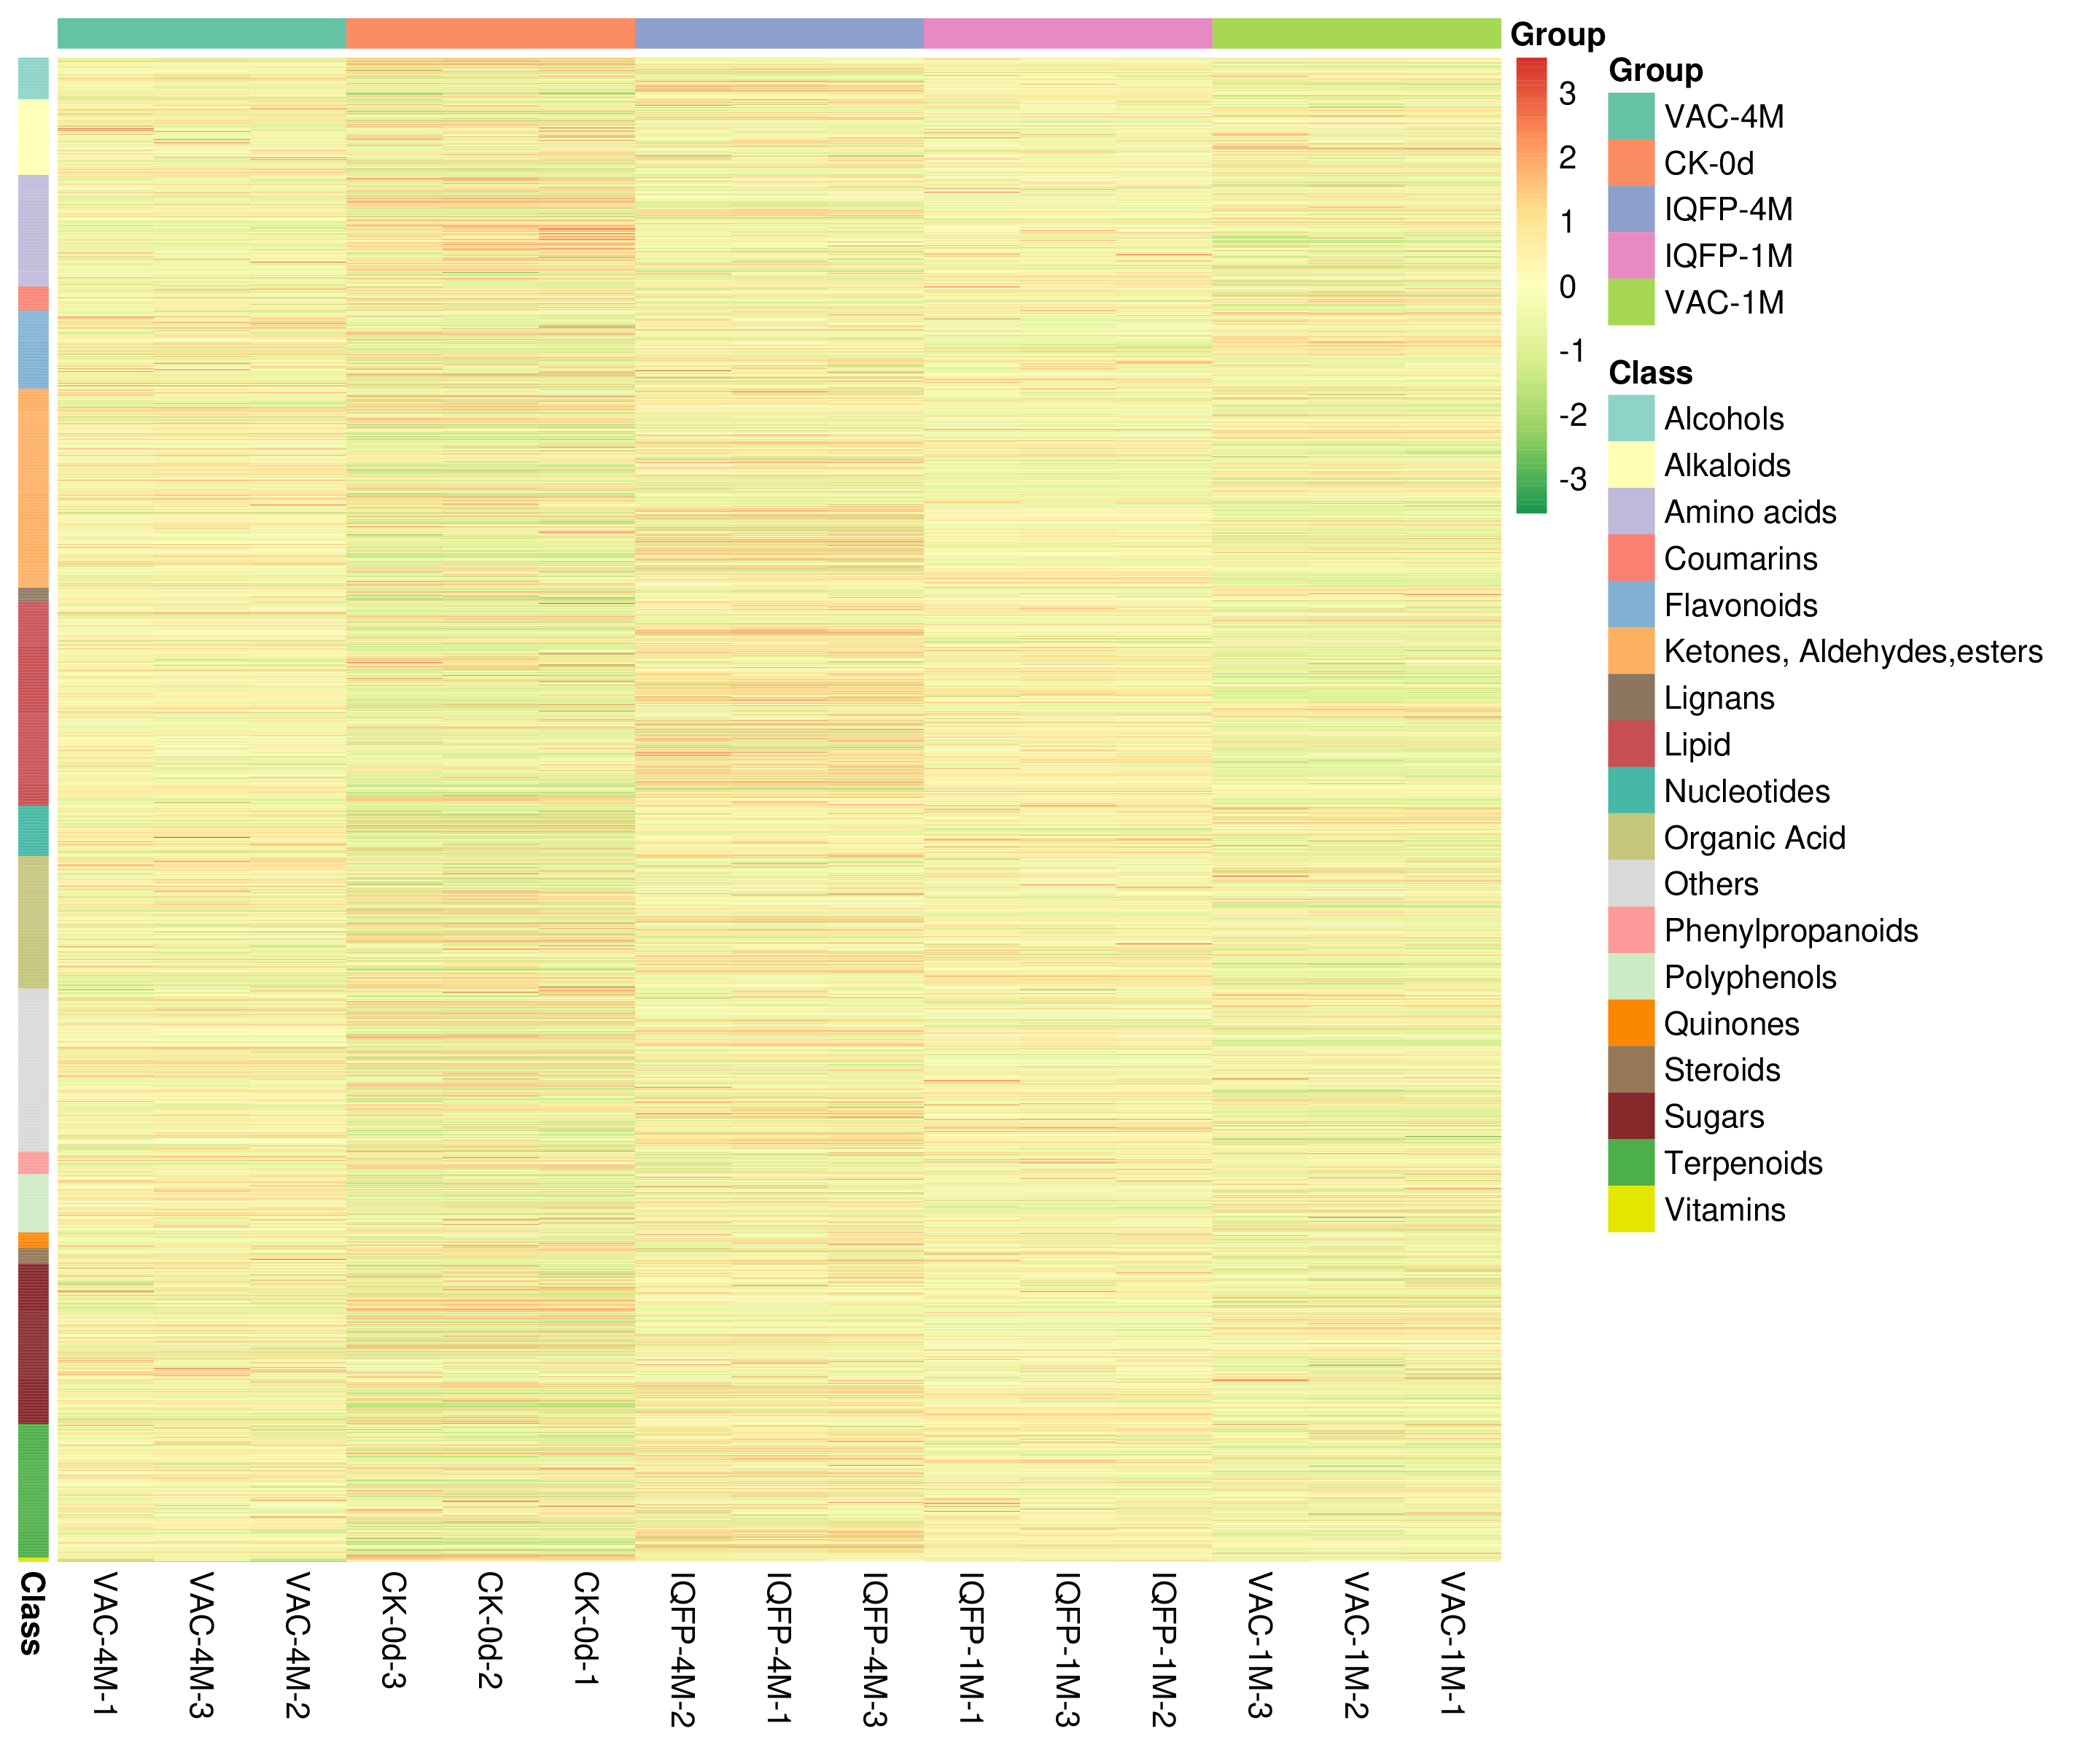 Group
3
2
1
0
-1
-2
-3
Group
VAC-4M
CK-0d
IQFP-4M
IQFP-1M
VAC-1M
Class
Alcohols
Alkaloids
Amino acids
Coumarins
Flavonoids
Ketones, Aldehydes,esters
Lignans
Lipid
Nucleotides
Organic Acid
Others
Phenylpropanoids
Polyphenols
Quinones
Steroids
Sugars
Terpenoids
Vitamins
Class
VAC-4M-1
VAC-4M-3
VAC-4M-2
CK-0d-3
CK-0d-2
CK-0d-1
IQFP-4M-2
IQFP-4M-1
IQFP-4M-3
IQFP-1M-1
IQFP-1M-3
IQFP-1M-2
VAC-1M-3
VAC-1M-2
VAC-1M-1